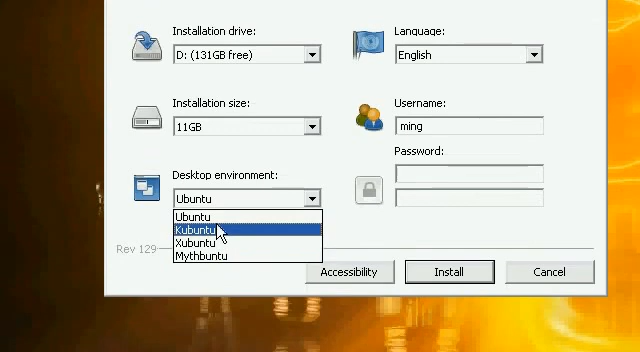 Installation drive:
D: (131GB free)
Language:
English
Installation size:
11GB
Username:
ming
Password:
Desktop environment:
Ubuntu
Ubuntu
Kubuntu
Xubuntu
Mythbuntu
Rev 129
Accessibility
Install
Cancel